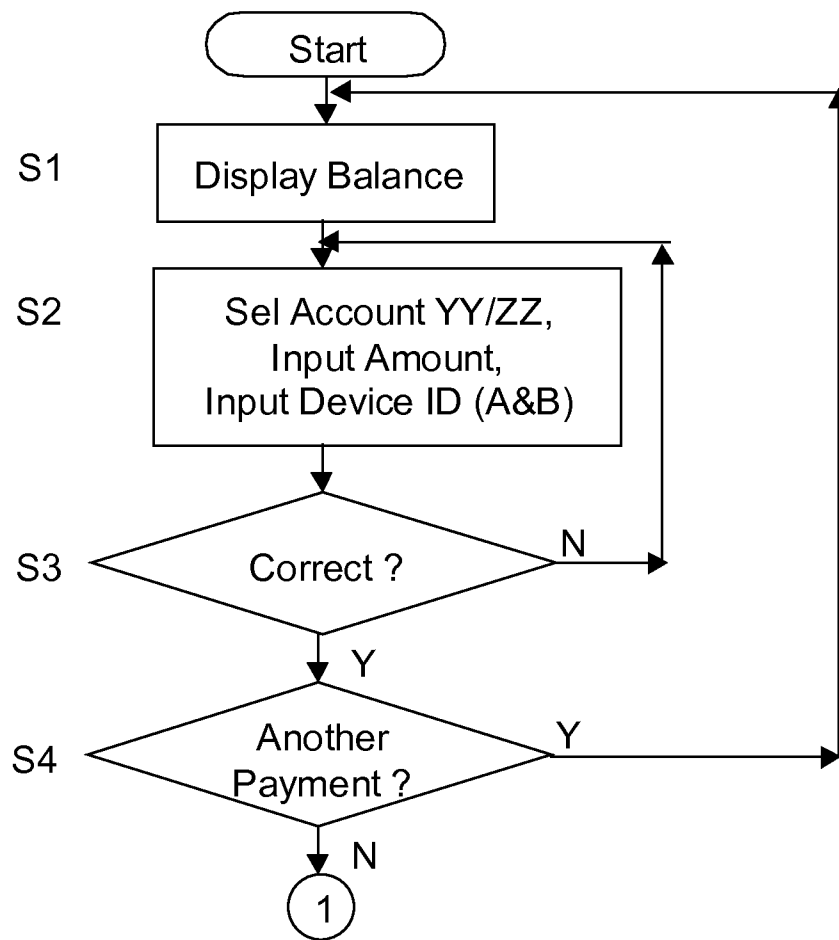 Start
S1
Display Balance
S2
Sel Account YY/ZZ,
Input Amount,
Input Device ID (A&B)
S3
Correct ?
N
Y
S4
Another
Payment ?
Y
N
1